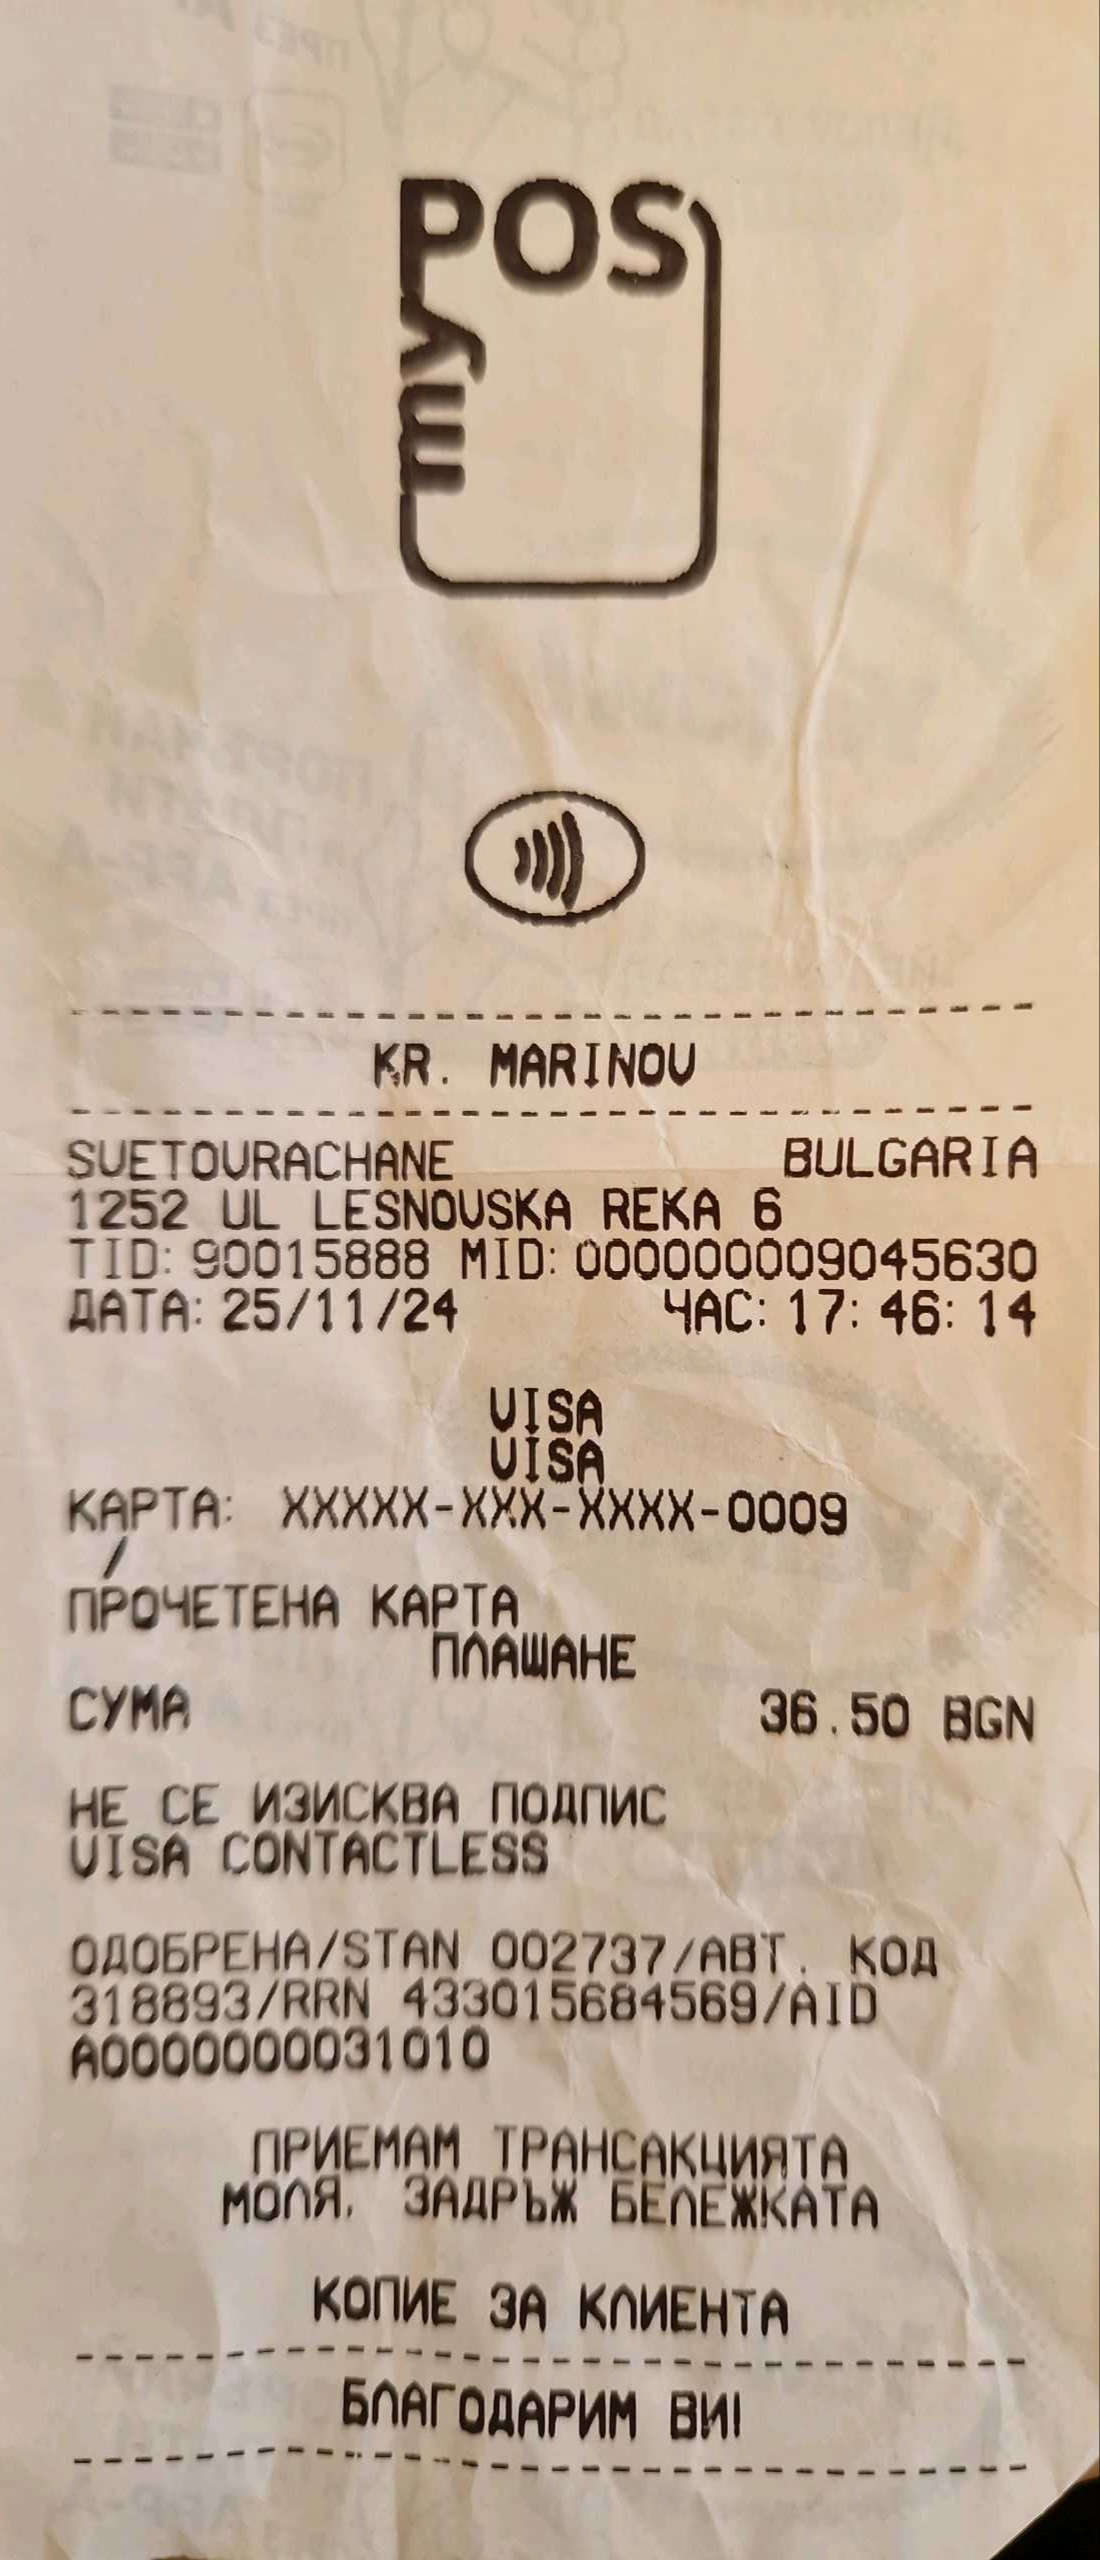 myPOS
KR. MARINOV
SVETOVRACHANE BULGARIA
1252 UL LESNOVSKA REKA 6
TID: 90015888 MID: 000000009045630
ДАТА: 25/11/24 ЧАС: 17:46:14
VISA
VISA
КАРТА: XXXXX-XXX-XXXX-0009
/
ПРОЧЕТЕНА КАРТА
ПЛАЩАНЕ
СУМА 36.50 BGN
НЕ СЕ ИЗИСКВА ПОДПИС
VISA CONTACTLESS
ОДОБРЕНА/STAN 002737/АВТ. КОД
318893/RRN 433015684569/AID
A0000000031010
ПРИЕМАМ ТРАНСАКЦИЯТА
МОЛЯ, ЗАДРЪЖ БЕЛЕЖКАТА
КОПИЕ ЗА КЛИЕНТА
БЛАГОДАРИМ ВИ!